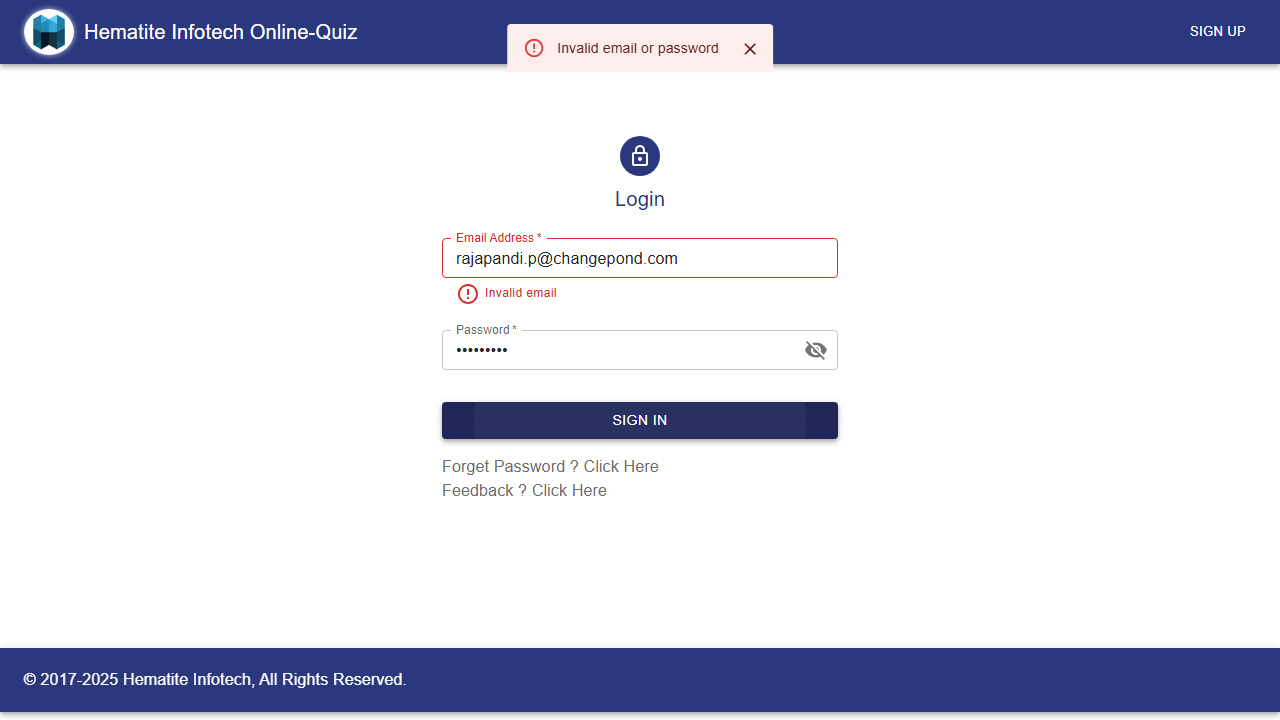 Hematite Infotech Online-Quiz
Invalid email or password
SIGN UP
Login
Email Address *
rajapandi.p@changepond.com
Invalid email
Password *
•••••••••
SIGN IN
Forget Password ? Click Here
Feedback ? Click Here
© 2017-2025 Hematite Infotech, All Rights Reserved.